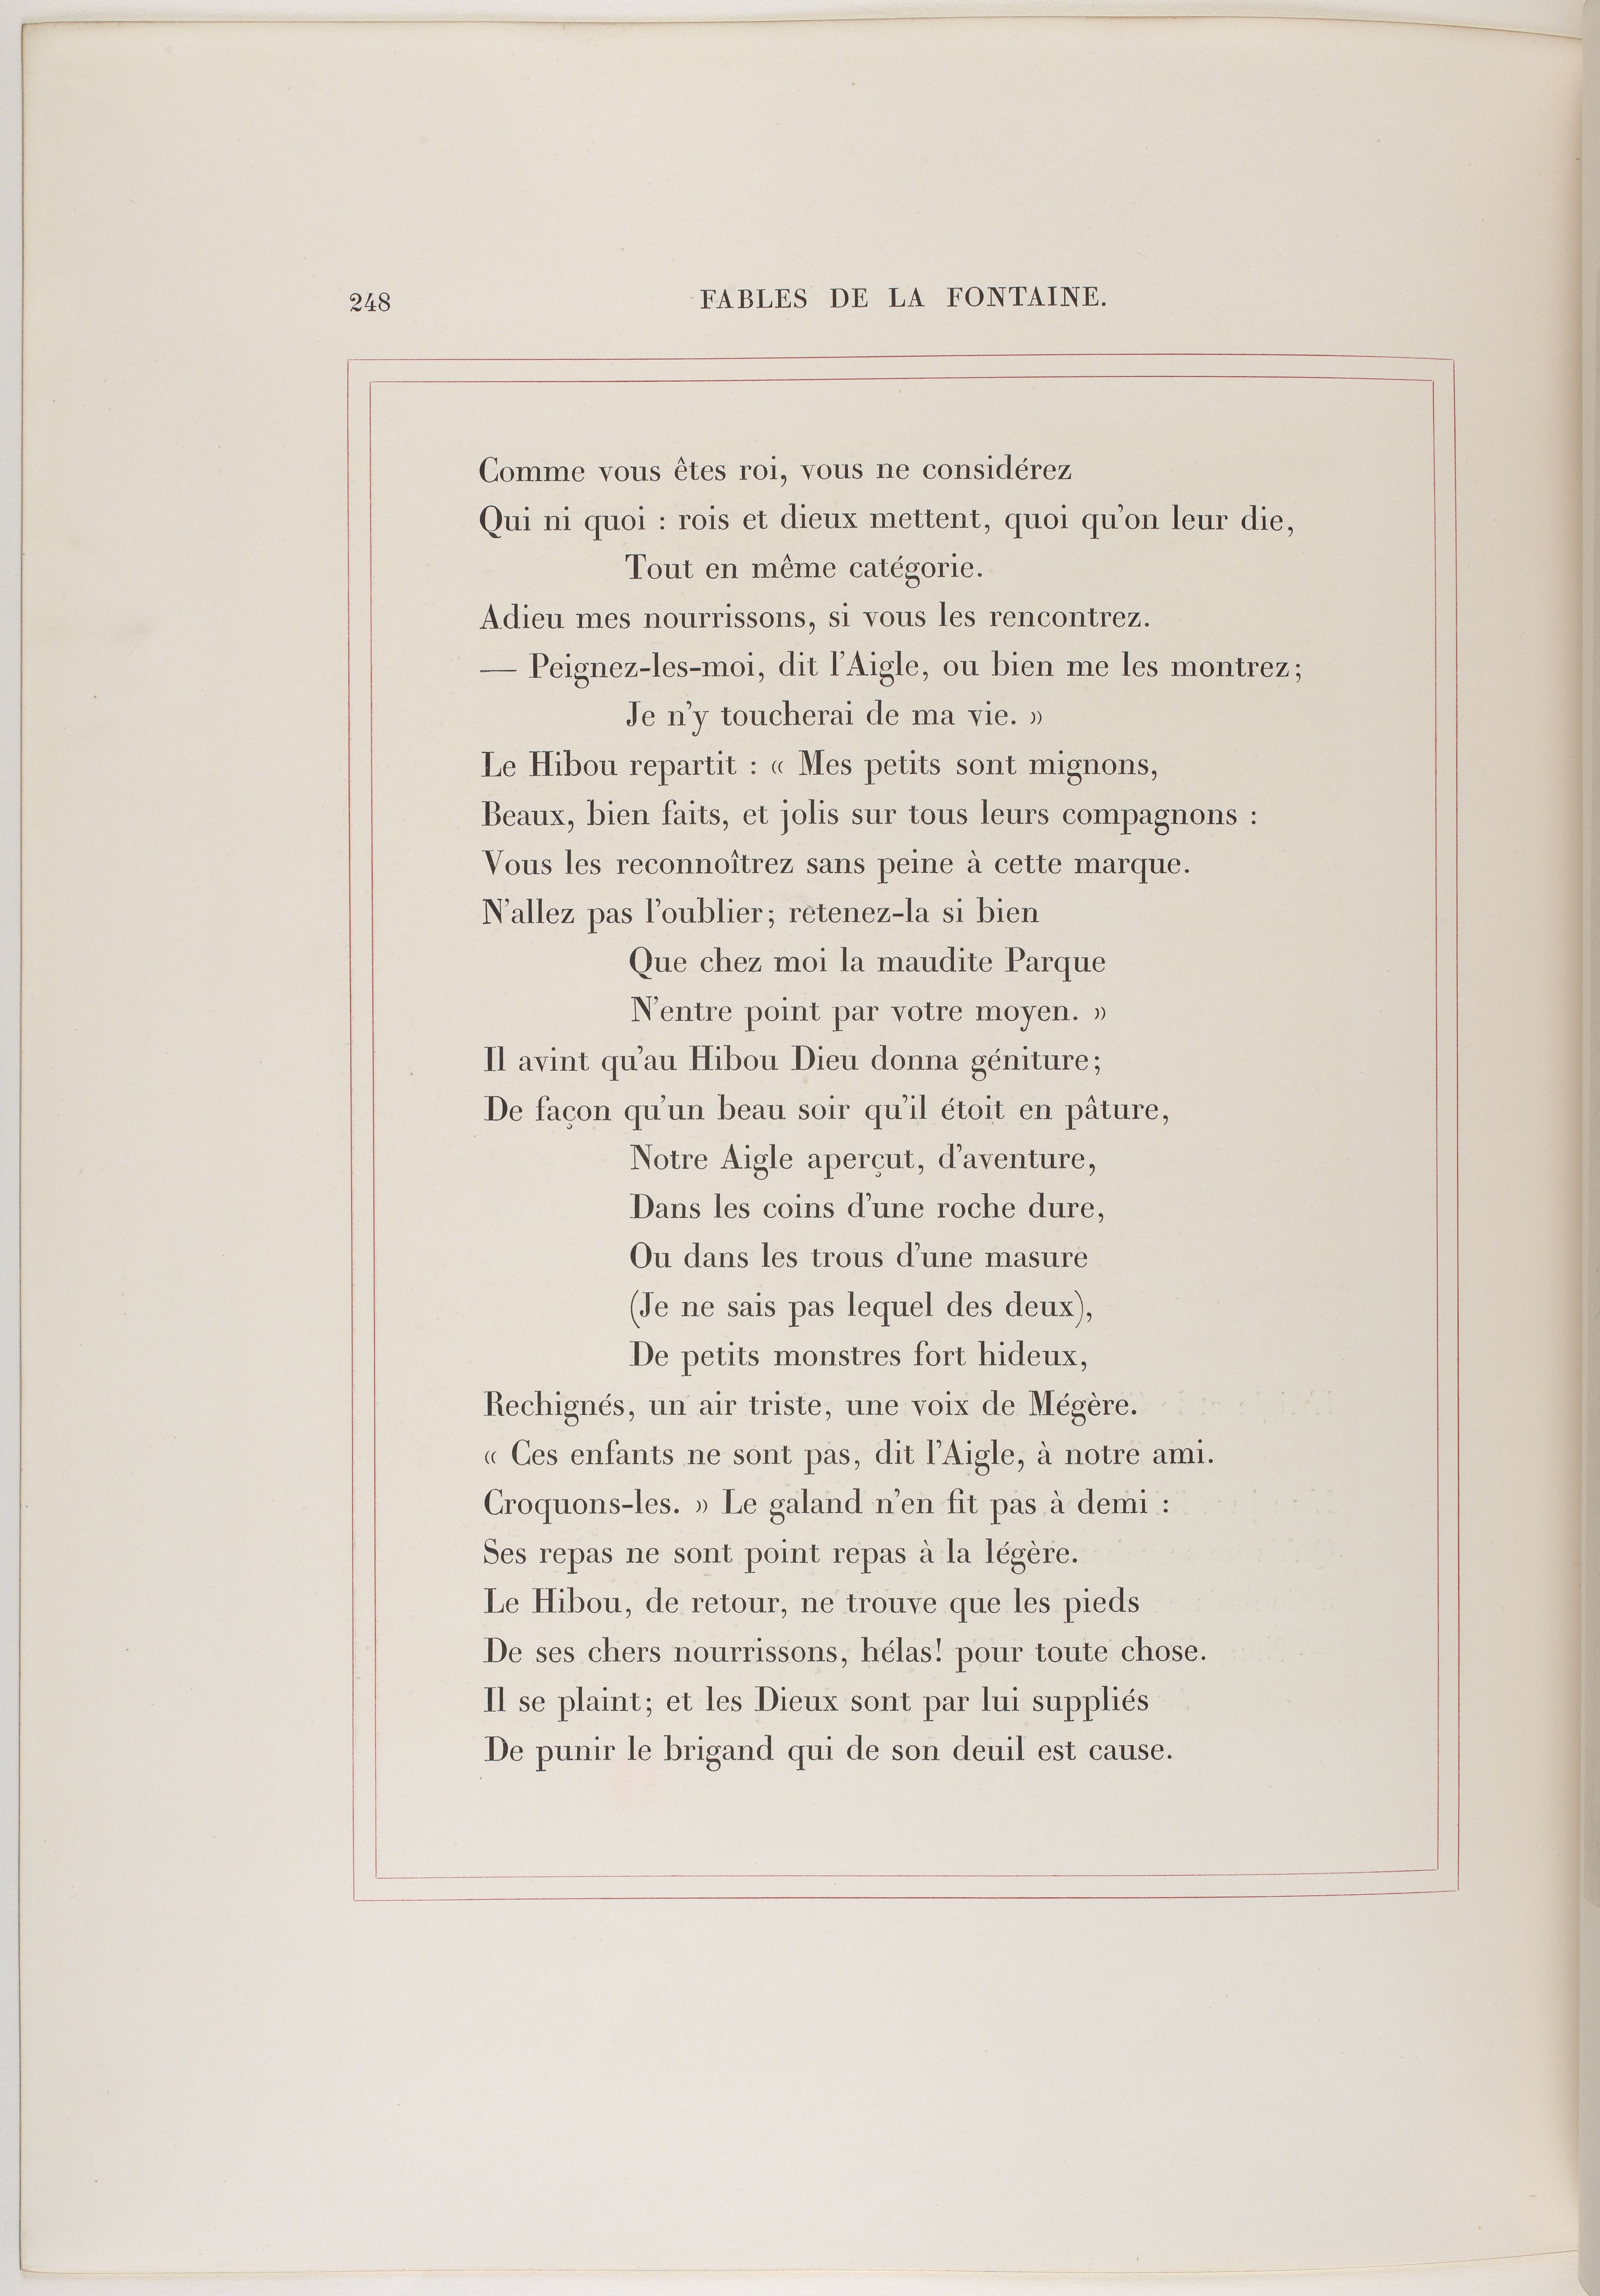 248
FABLES DE LA FONTAINE.
Comme vous êtes roi, vous ne considérez
Qui ni quoi : rois et dieux mettent, quoi qu'on leur die,
Tout en même catégorie.
Adieu mes nourrissons, si vous les rencontrez.
— Peignez-les-moi, dit l'Aigle, ou bien me les montrez;
Je n'y toucherai de ma vie. »
Le Hibou repartit : « Mes petits sont mignons,
Beaux, bien faits, et jolis sur tous leurs compagnons :
Vous les reconnoîtrez sans peine à cette marque.
N'allez pas l'oublier; retenez-la si bien
Que chez moi la maudite Parque
N'entre point par votre moyen. »
Il avint qu'au Hibou Dieu donna géniture;
De façon qu'un beau soir qu'il étoit en pâture,
Notre Aigle aperçut, d'aventure,
Dans les coins d'une roche dure,
Ou dans les trous d'une masure
(Je ne sais pas lequel des deux),
De petits monstres fort hideux,
Rechignés, un air triste, une voix de Mégère.
« Ces enfants ne sont pas, dit l'Aigle, à notre ami.
Croquons-les. » Le galand n'en fit pas à demi :
Ses repas ne sont point repas à la légère.
Le Hibou, de retour, ne trouve que les pieds
De ses chers nourrissons, hélas! pour toute chose.
Il se plaint; et les Dieux sont par lui suppliés
De punir le brigand qui de son deuil est cause.